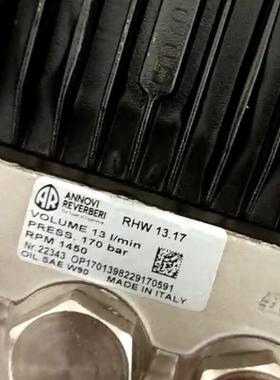 AR
ANNOVI
REVERBERI
RHW 13.17
VOLUME 13 l/min
PRESS. 170 bar
RPM 1450
Nr.22343 OP1701398229170591
OIL SAE W90
MADE IN ITALY